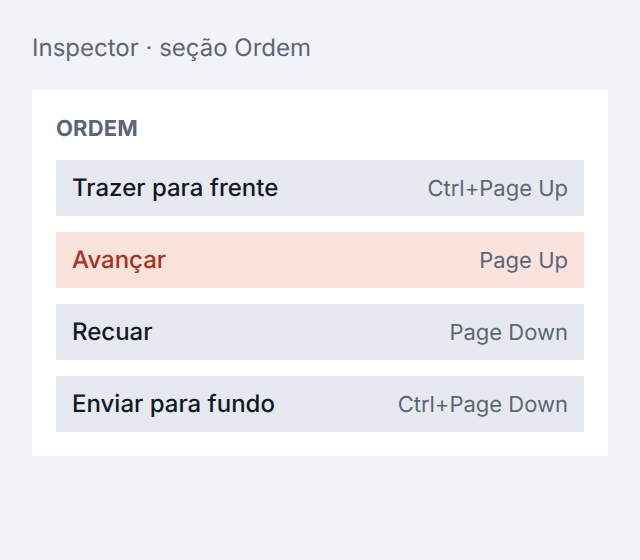 Inspector · seção Ordem
ORDEM
Trazer para frente Ctrl+Page Up
Avançar Page Up
Recuar Page Down
Enviar para fundo Ctrl+Page Down